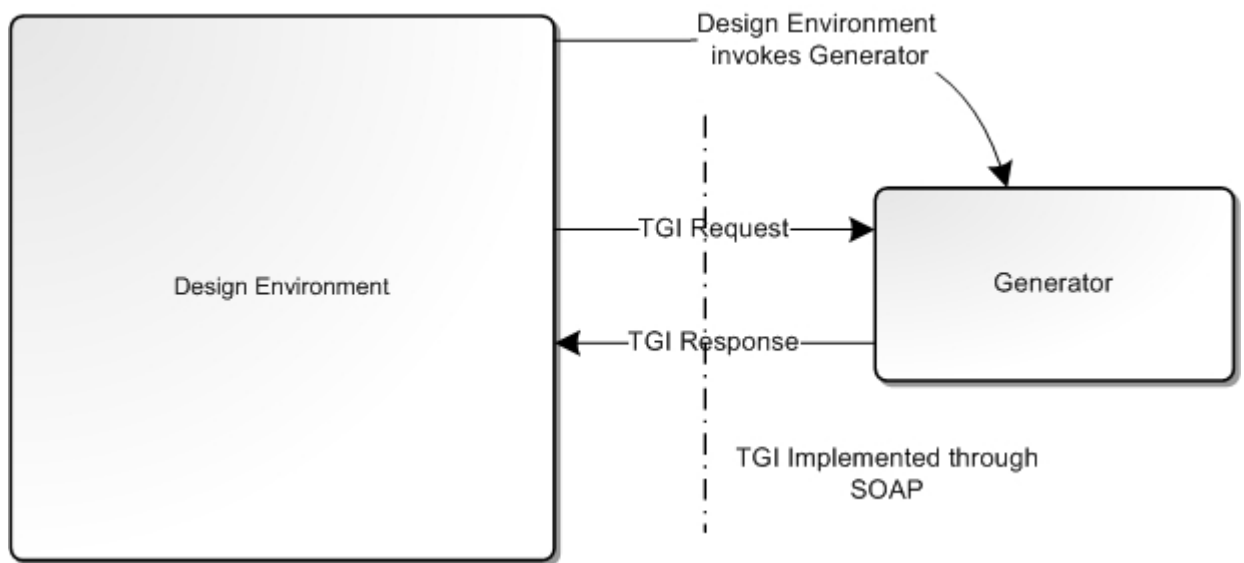 Design Environment
invokes Generator
TGI Request
Design Environment
Generator
TGI Response
TGI Implemented through
SOAP